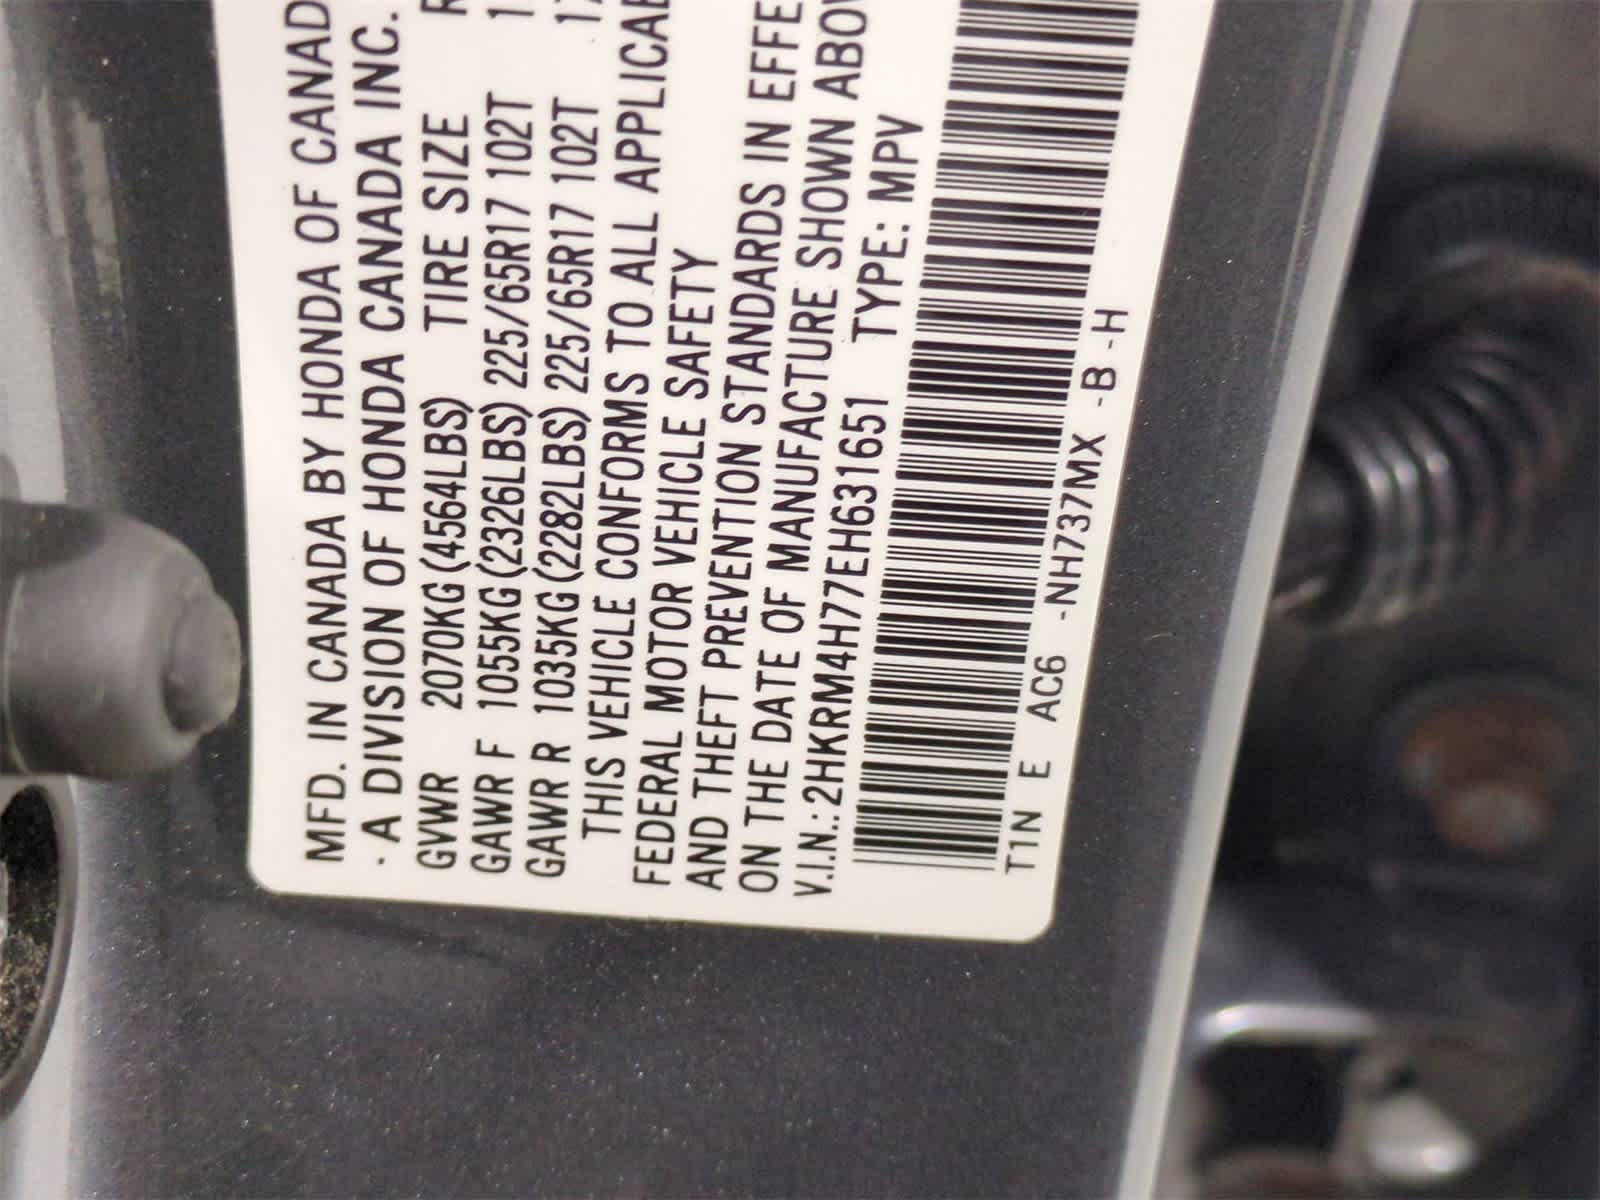 MFD. IN CANADA BY HONDA OF CANAD
· A DIVISION OF HONDA CANADA INC.
GVWR 2070KG (4564LBS) TIRE SIZE R
GAWR F 1055KG (2326LBS) 225/65R17 102T 1
GAWR R 1035KG (2282LBS) 225/65R17 102T 17
THIS VEHICLE CONFORMS TO ALL APPLICAB
FEDERAL MOTOR VEHICLE SAFETY
AND THEFT PREVENTION STANDARDS IN EFFE
ON THE DATE OF MANUFACTURE SHOWN ABOV
V.I.N.: 2HKRM4H77EH631651 TYPE: MPV
T1N E AC6 -NH737MX -B -H